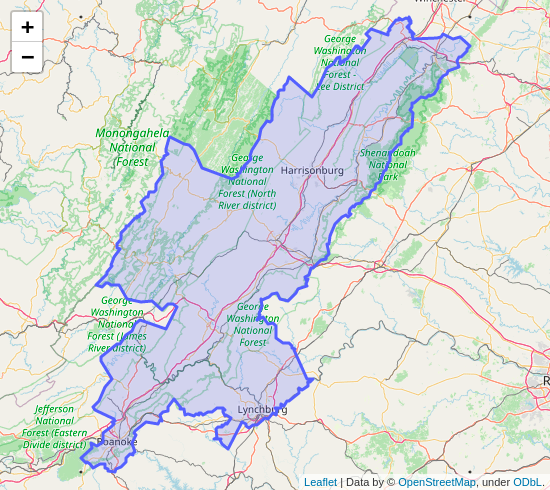 Winchester
+
−
George
Washington
National
Forest -
Lee District
Monongahela
National
Forest
George
Washington
National
Forest (North
River district)
Harrisonburg
Shenandoah
National
Park
George
Washington
National
Forest (James
River district)
George
Washington
National
Forest
Jefferson
National
Forest (Eastern
Divide district)
Lynchburg
Roanoke
R
Leaflet | Data by © OpenStreetMap, under ODbL.